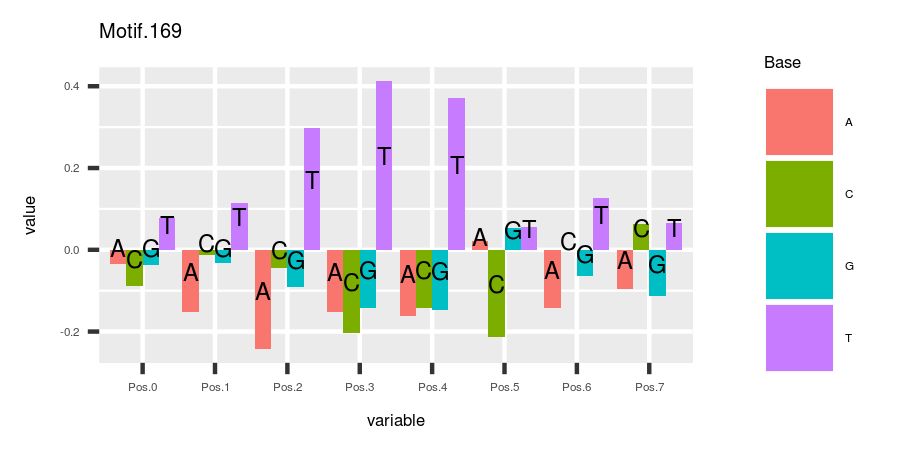 Motif.169
Base
0.4
0.2
0.0
-0.2
value
A C G T A C G T A C G T A C G T A C G T A C G T A C G T A C G T
Pos.0 Pos.1 Pos.2 Pos.3 Pos.4 Pos.5 Pos.6 Pos.7
variable
A
C
G
T